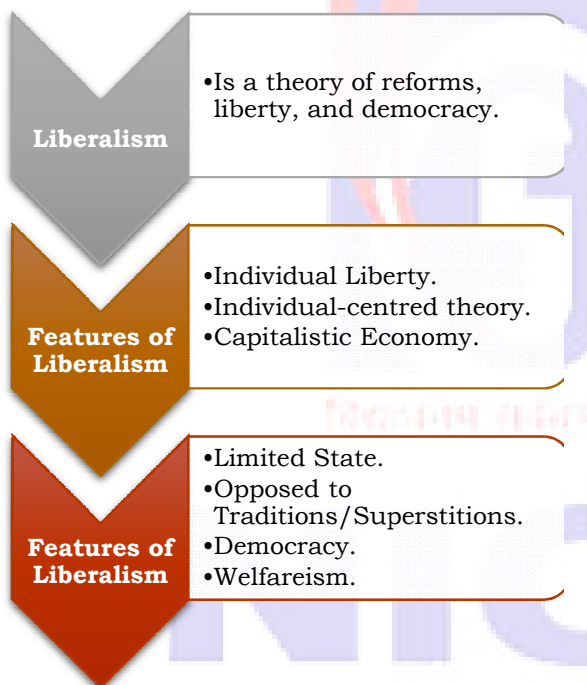 Liberalism
•Is a theory of reforms,
liberty, and democracy.
Features of
Liberalism
•Individual Liberty.
•Individual-centred theory.
•Capitalistic Economy.
Features of
Liberalism
•Limited State.
•Opposed to
Traditions/Superstitions.
•Democracy.
•Welfareism.